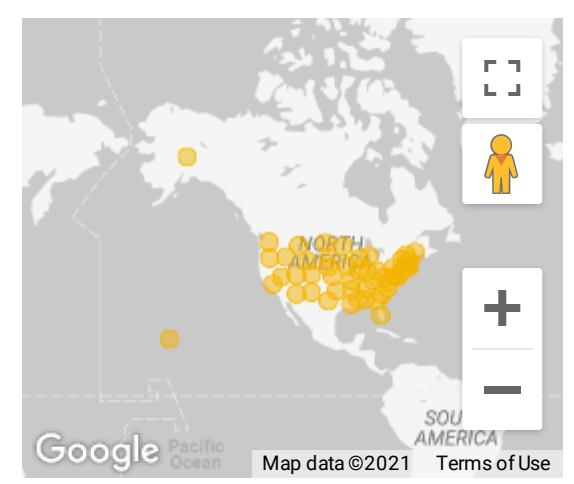 NORTH
AMERICA
SOU
AMERICA
Google
Pacific
Ocean
Map data ©2021
Terms of Use